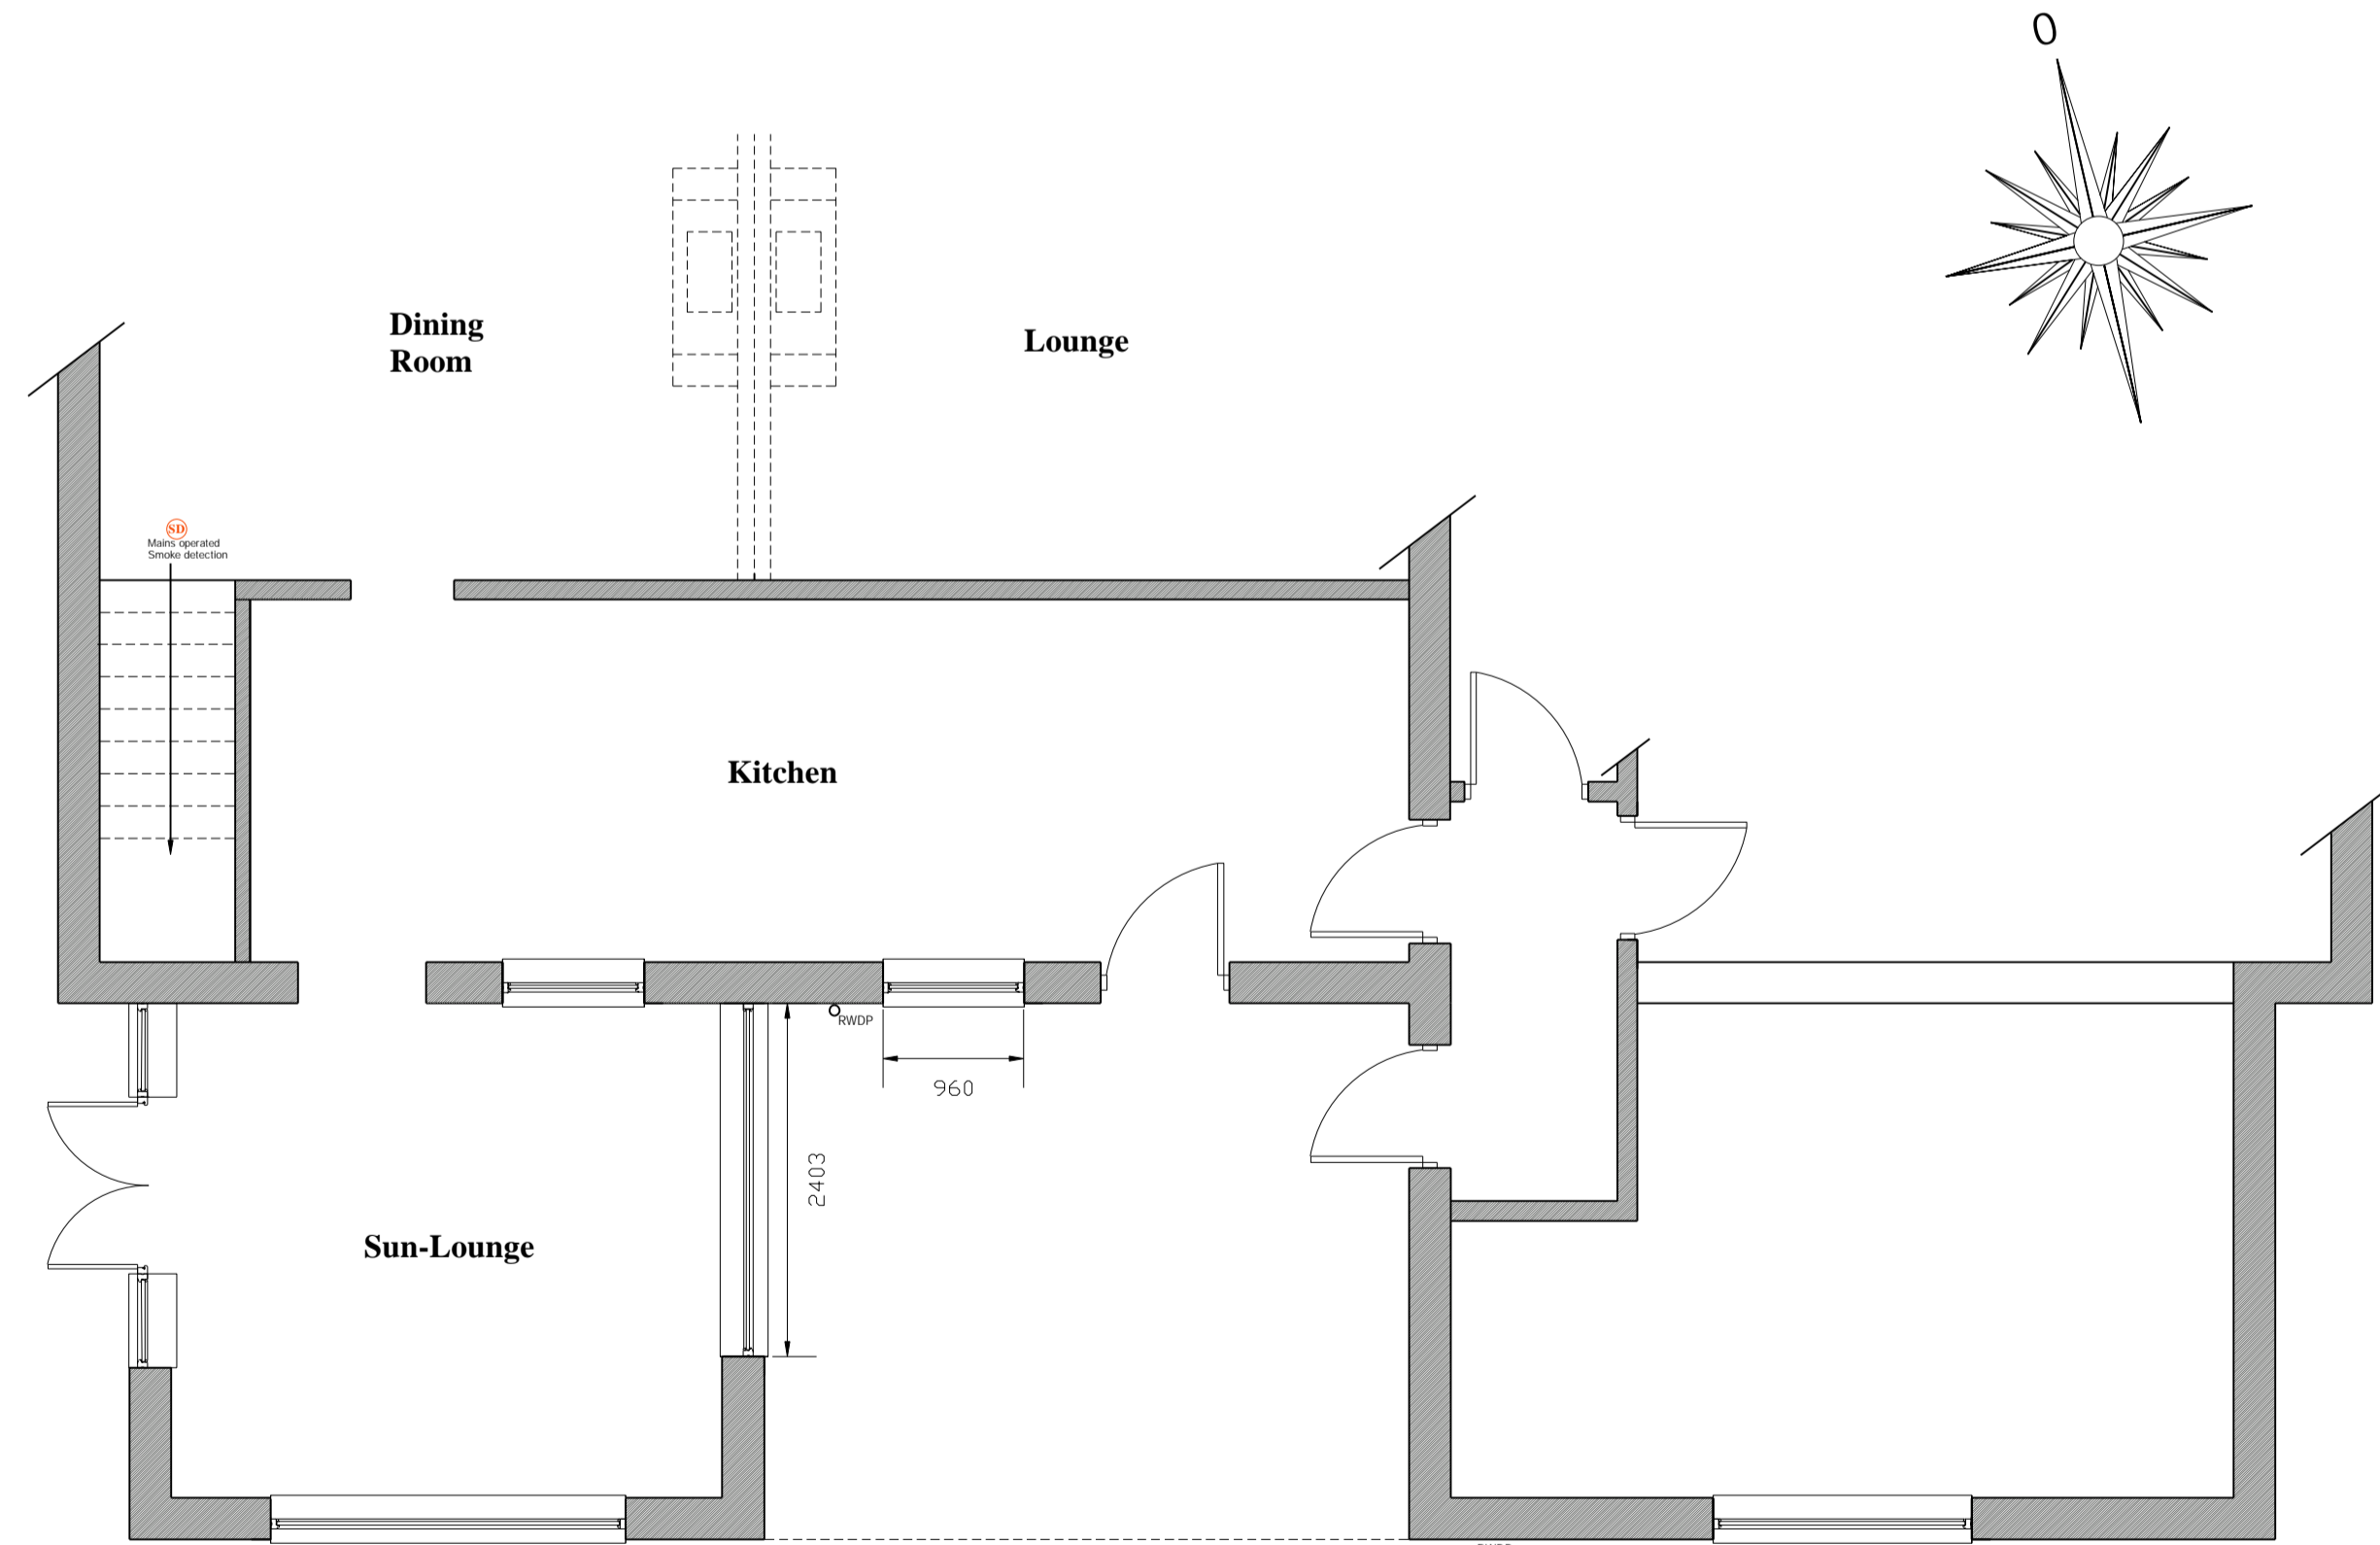 0
Dining
Room
Lounge
SD
Mains operated
Smoke detection
Kitchen
RWDP
960
2403
Sun-Lounge